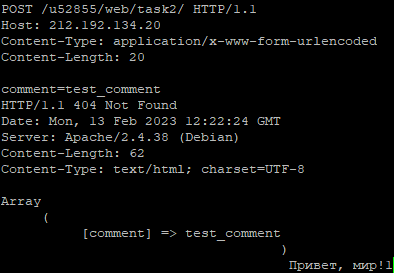 POST /u52855/web/task2/ HTTP/1.1
Host: 212.192.134.20
Content-Type: application/x-www-form-urlencoded
Content-Length: 20

comment=test_comment
HTTP/1.1 404 Not Found
Date: Mon, 13 Feb 2023 12:22:24 GMT
Server: Apache/2.4.38 (Debian)
Content-Length: 62
Content-Type: text/html; charset=UTF-8

Array
(
[comment] => test_comment
)
Привет, мир!1